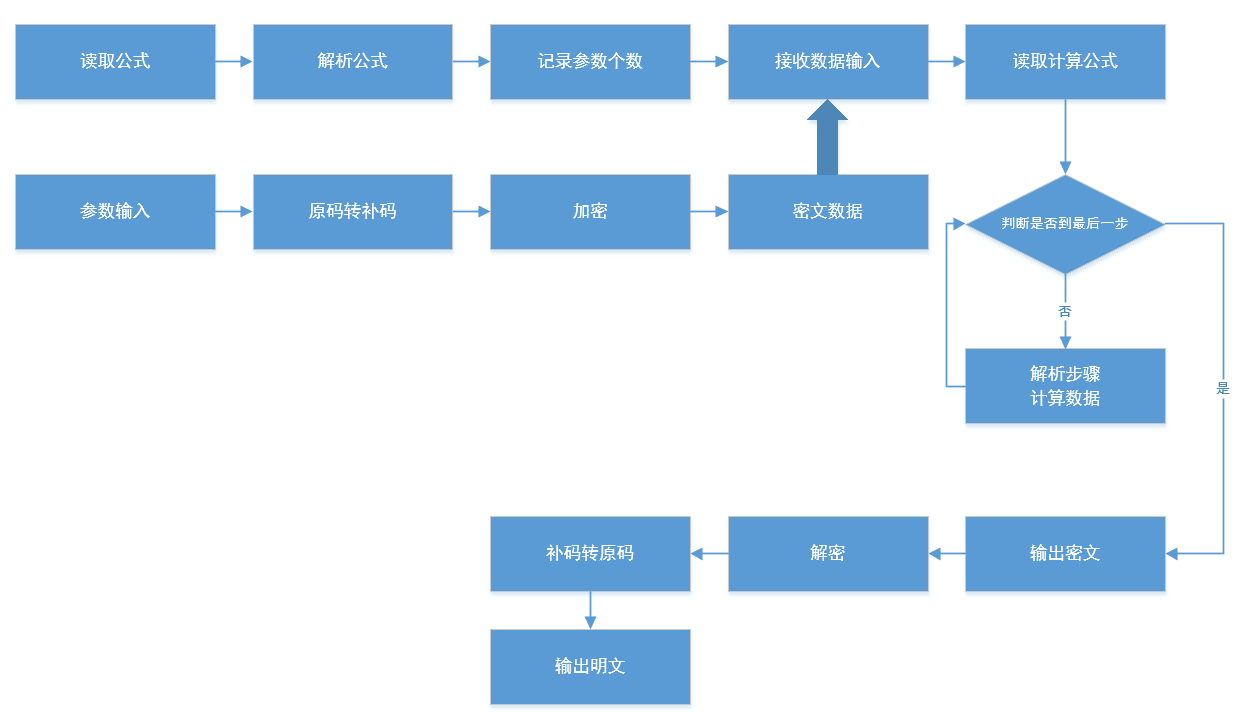 读取公式
解析公式
记录参数个数
接收数据输入
读取计算公式
参数输入
原码转补码
加密
密文数据
判断是否到最后一步
否
解析步骤
计算数据
是
补码转原码
解密
输出密文
输出明文